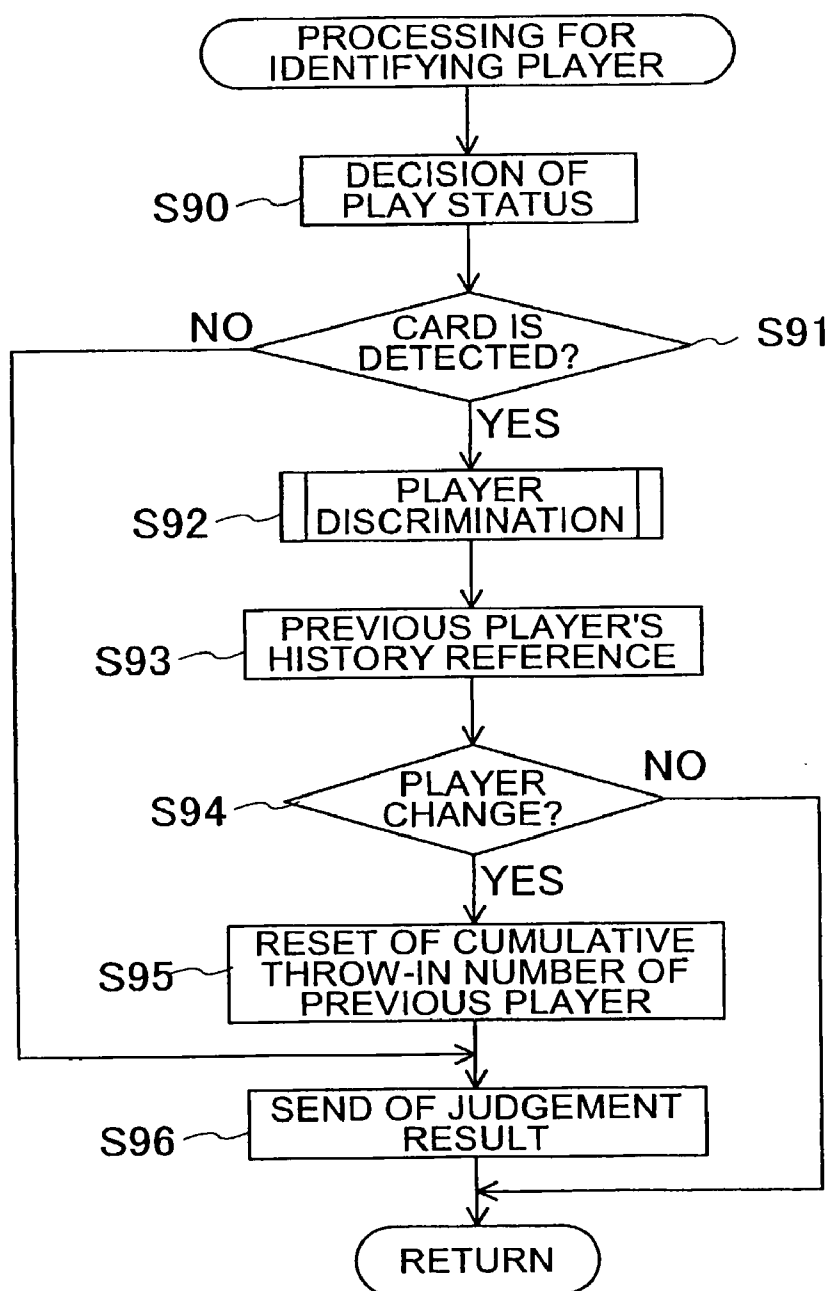 PROCESSING FOR
IDENTIFYING PLAYER
DECISION OF
PLAY STATUS
S90
NO
CARD IS
DETECTED?
S91
YES
PLAYER
DISCRIMINATION
S92
PREVIOUS PLAYER'S
HISTORY REFERENCE
S93
PLAYER
CHANGE?
NO
S94
YES
RESET OF CUMULATIVE
THROW-IN NUMBER OF
PREVIOUS PLAYER
S95
SEND OF JUDGEMENT
RESULT
S96
RETURN